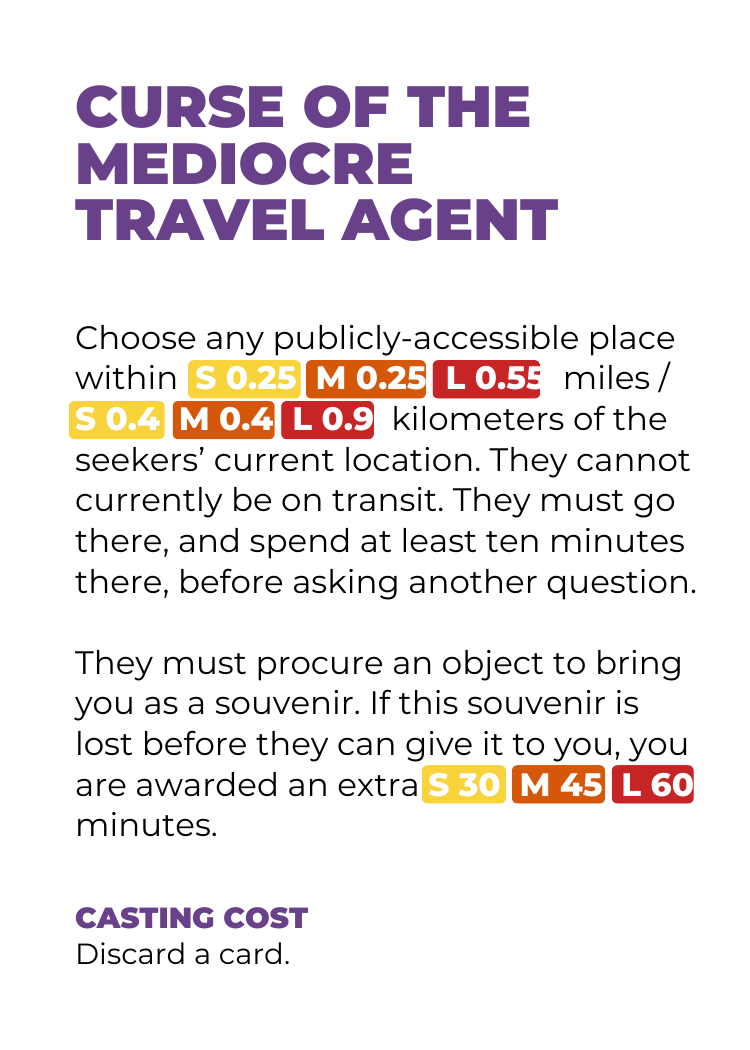 CURSE OF THE
MEDIOCRE
TRAVEL AGENT
Choose any publicly-accessible place
within S 0.25 M 0.25 L 0.55 miles /
S 0.4 M 0.4 L 0.9 kilometers of the
seekers’ current location. They cannot
currently be on transit. They must go
there, and spend at least ten minutes
there, before asking another question.
They must procure an object to bring
you as a souvenir. If this souvenir is
lost before they can give it to you, you
are awarded an extra S 30 M 45 L 60
minutes.
CASTING COST
Discard a card.